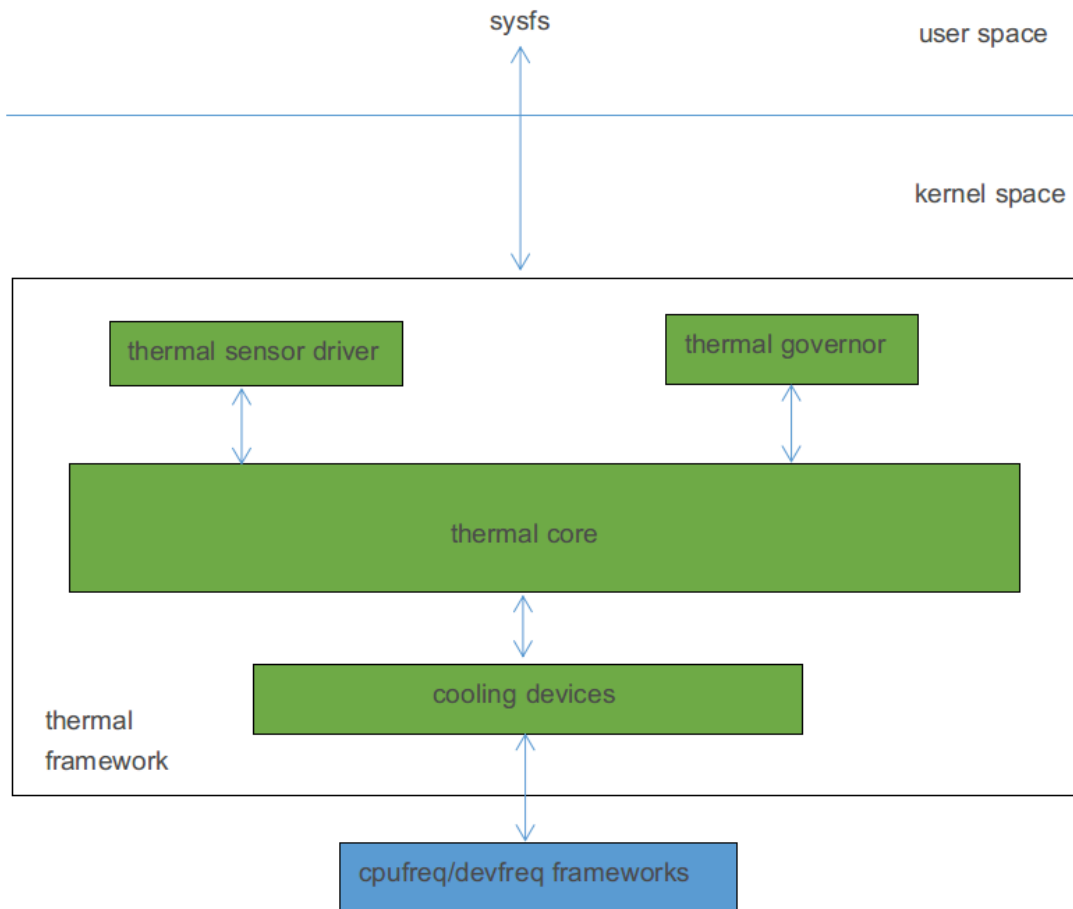 sysfs
user space
kernel space
thermal sensor driver
thermal governor
thermal core
cooling devices
thermal
framework
cpufreq/devfreq frameworks